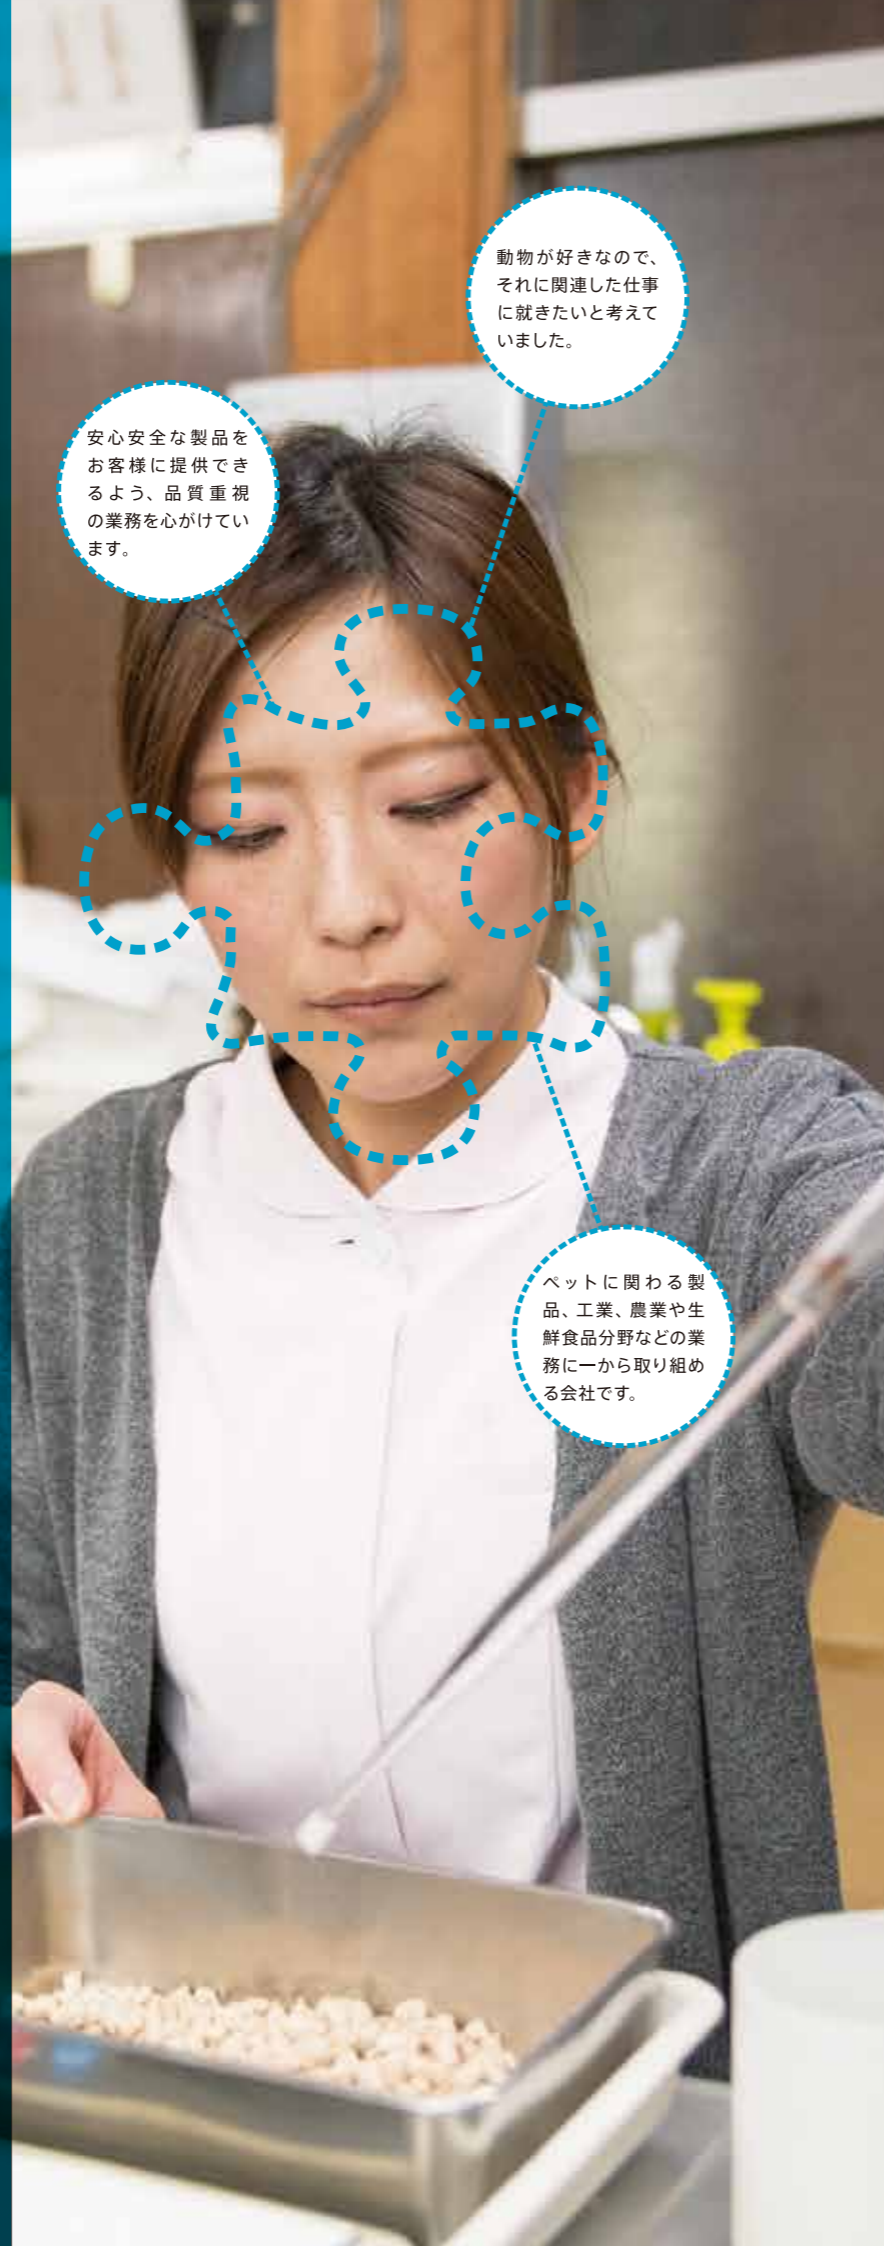 動物が好きなので、
それに関連した仕事
に就きたいと考えて
いました。
安心安全な製品を
お客様に提供でき
るよう、品質重視
の業務を心がけてい
ます。
ペットに関わる製
品、工業、農業や生
鮮食品分野などの業
務に一から取り組め
る会社です。